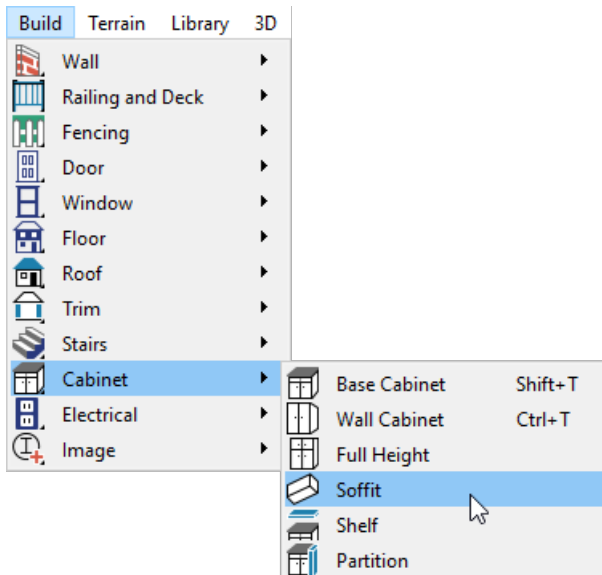 Build Terrain Library 3D
Wall
Railing and Deck
Fencing
Door
Window
Floor
Roof
Trim
Stairs
Cabinet
Electrical
Image
Base Cabinet Shift+T
Wall Cabinet Ctrl+T
Full Height
Soffit
Shelf
Partition